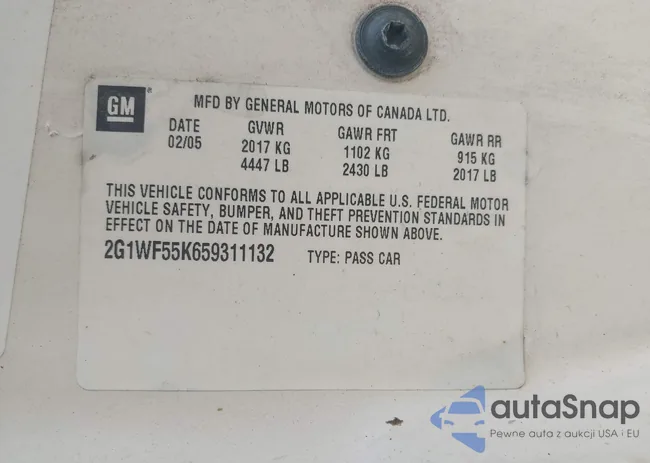 GM
MFD BY GENERAL MOTORS OF CANADA LTD.
DATE GVWR GAWR FRT GAWR RR
02/05 2017 KG 1102 KG 915 KG
4447 LB 2430 LB 2017 LB
THIS VEHICLE CONFORMS TO ALL APPLICABLE U.S. FEDERAL MOTOR
VEHICLE SAFETY, BUMPER, AND THEFT PREVENTION STANDARDS IN
EFFECT ON THE DATE OF MANUFACTURE SHOWN ABOVE.
2G1WF55K659311132 TYPE: PASS CAR
autaSnap
Pewne auta z aukcji USA i EU